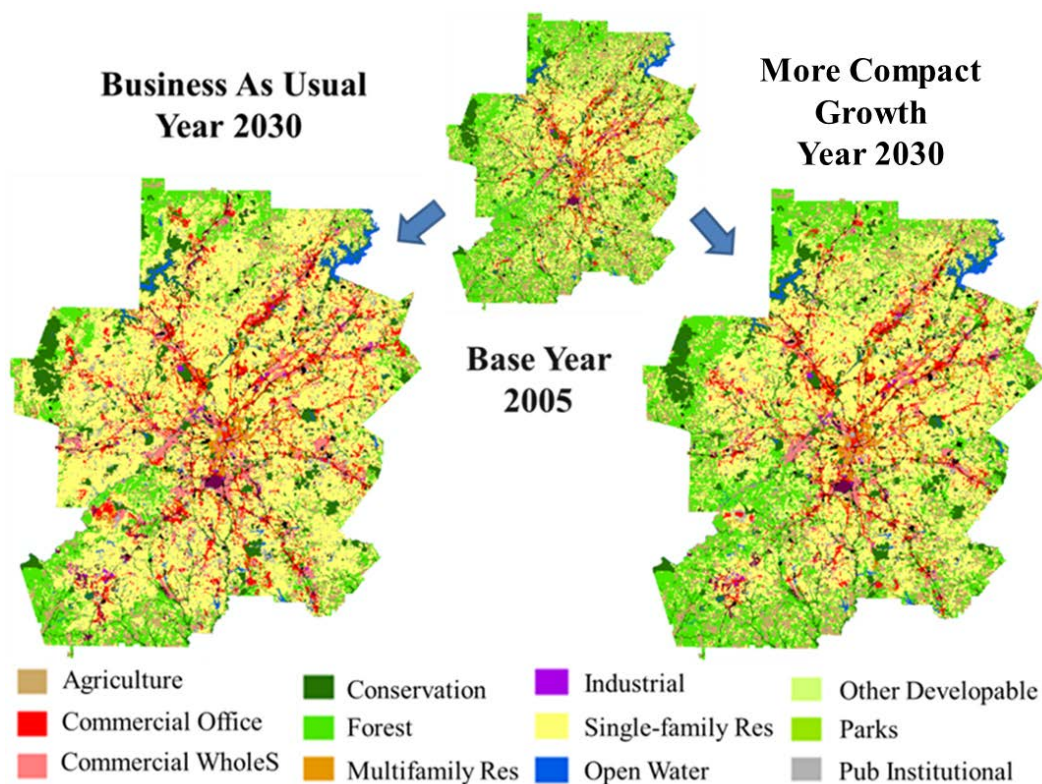 Business As Usual
Year 2030
More Compact
Growth
Year 2030
Base Year
2005
Agriculture
Conservation
Industrial
Other Developable
Commercial Office
Forest
Single-family Res
Parks
Commercial WholeS
Multifamily Res
Open Water
Pub Institutional